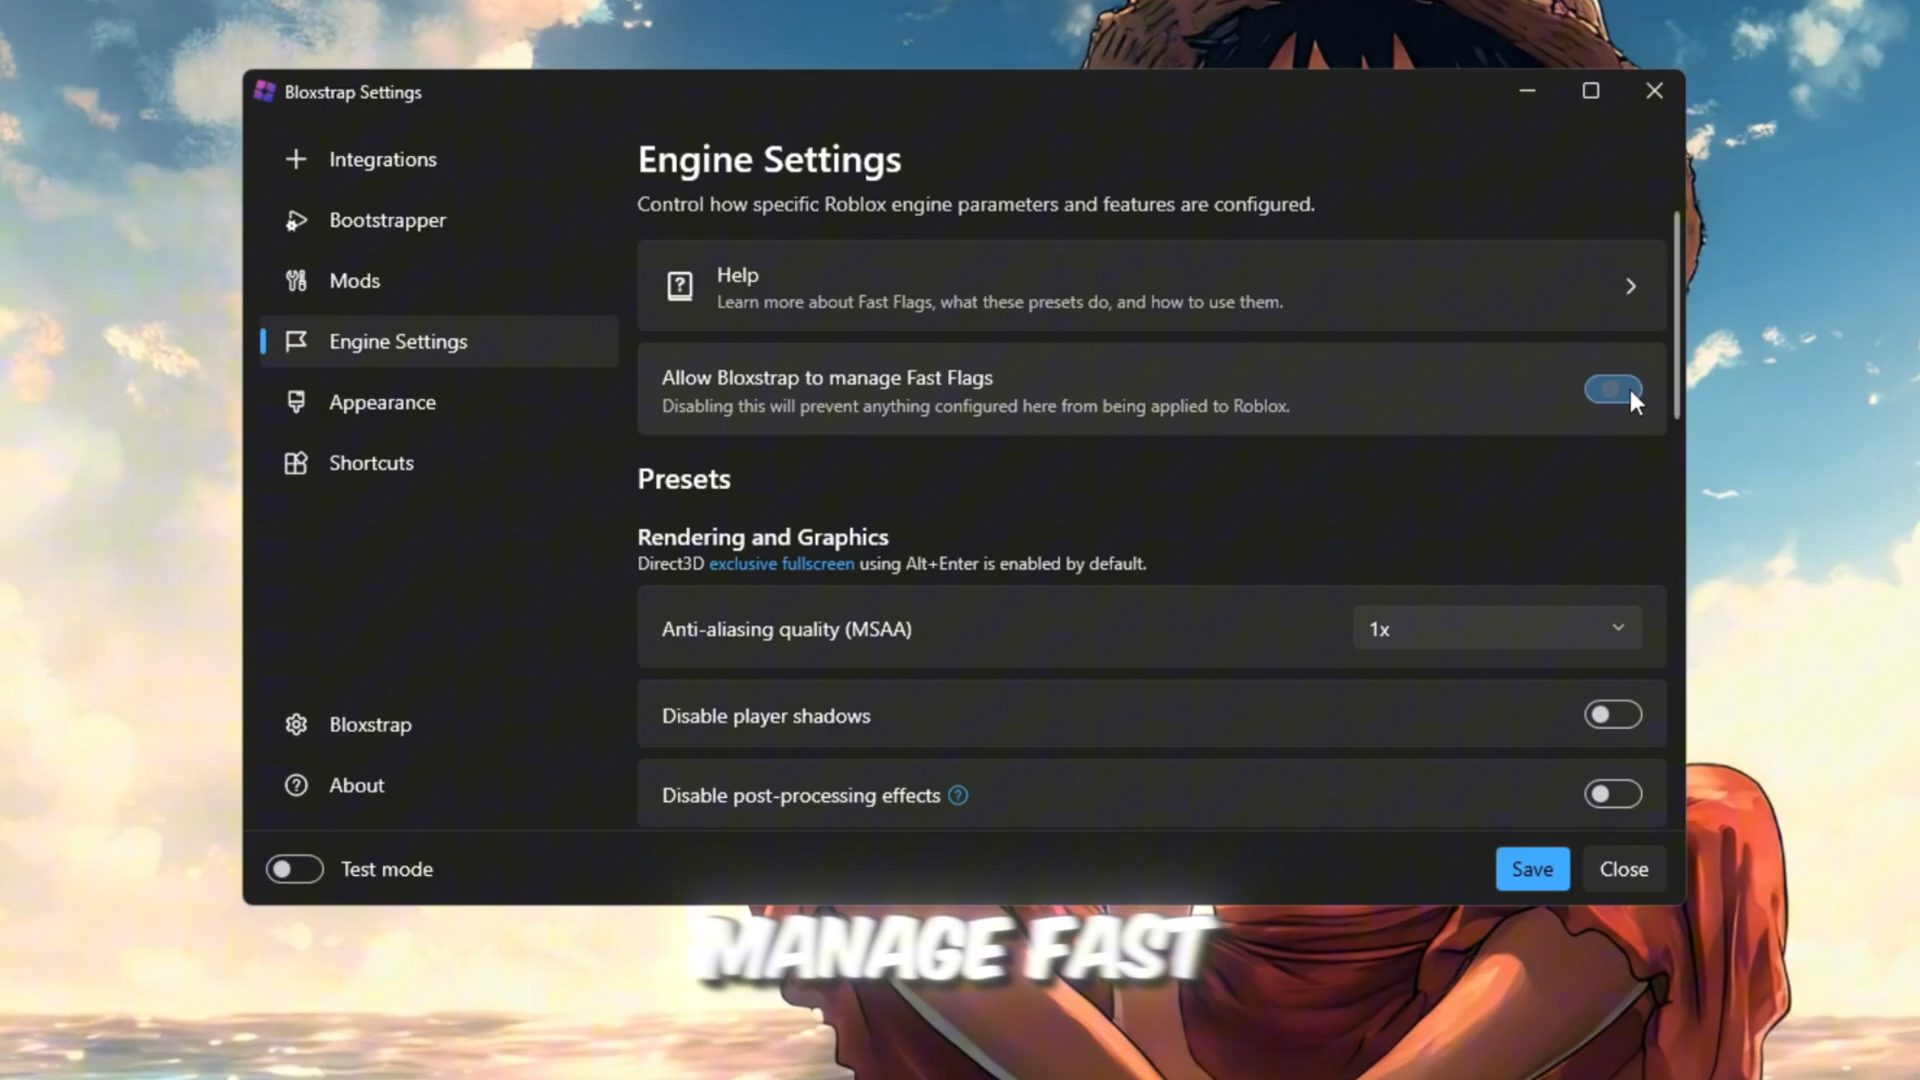 Bloxstrap Settings
Integrations
Bootstrapper
Mods
Engine Settings
Appearance
Shortcuts
Bloxstrap
About
Test mode
Engine Settings
Control how specific Roblox engine parameters and features are configured.
Help
Learn more about Fast Flags, what these presets do, and how to use them.
Allow Bloxstrap to manage Fast Flags
Disabling this will prevent anything configured here from being applied to Roblox.
Presets
Rendering and Graphics
Direct3D exclusive fullscreen using Alt+Enter is enabled by default.
Anti-aliasing quality (MSAA)
1x
Disable player shadows
Disable post-processing effects
Save
Close
MANAGE FAST